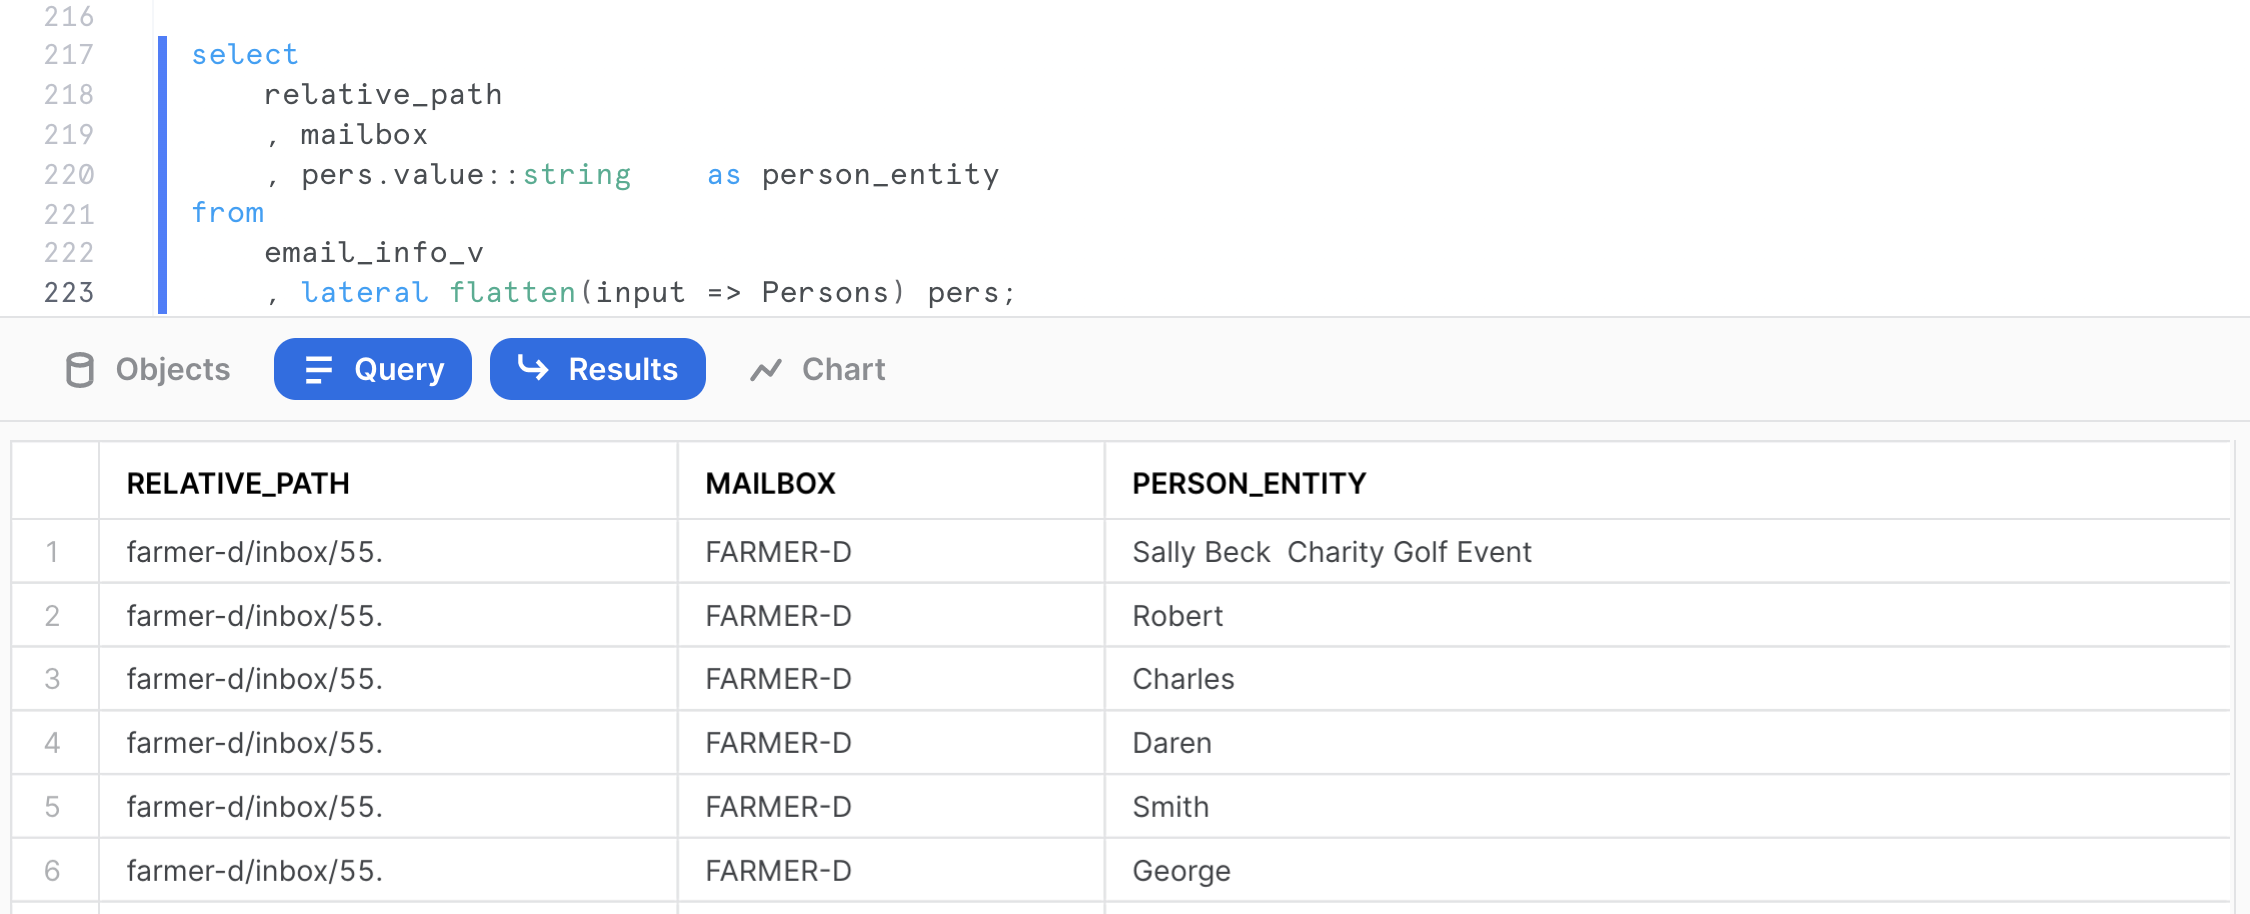 216
217 select
218 relative_path
219 , mailbox
220 , pers.value::string as person_entity
221 from
222 email_info_v
223 , lateral flatten(input => Persons) pers;
Objects Query Results Chart
RELATIVE_PATH MAILBOX PERSON_ENTITY
1 farmer-d/inbox/55. FARMER-D Sally Beck  Charity Golf Event
2 farmer-d/inbox/55. FARMER-D Robert
3 farmer-d/inbox/55. FARMER-D Charles
4 farmer-d/inbox/55. FARMER-D Daren
5 farmer-d/inbox/55. FARMER-D Smith
6 farmer-d/inbox/55. FARMER-D George